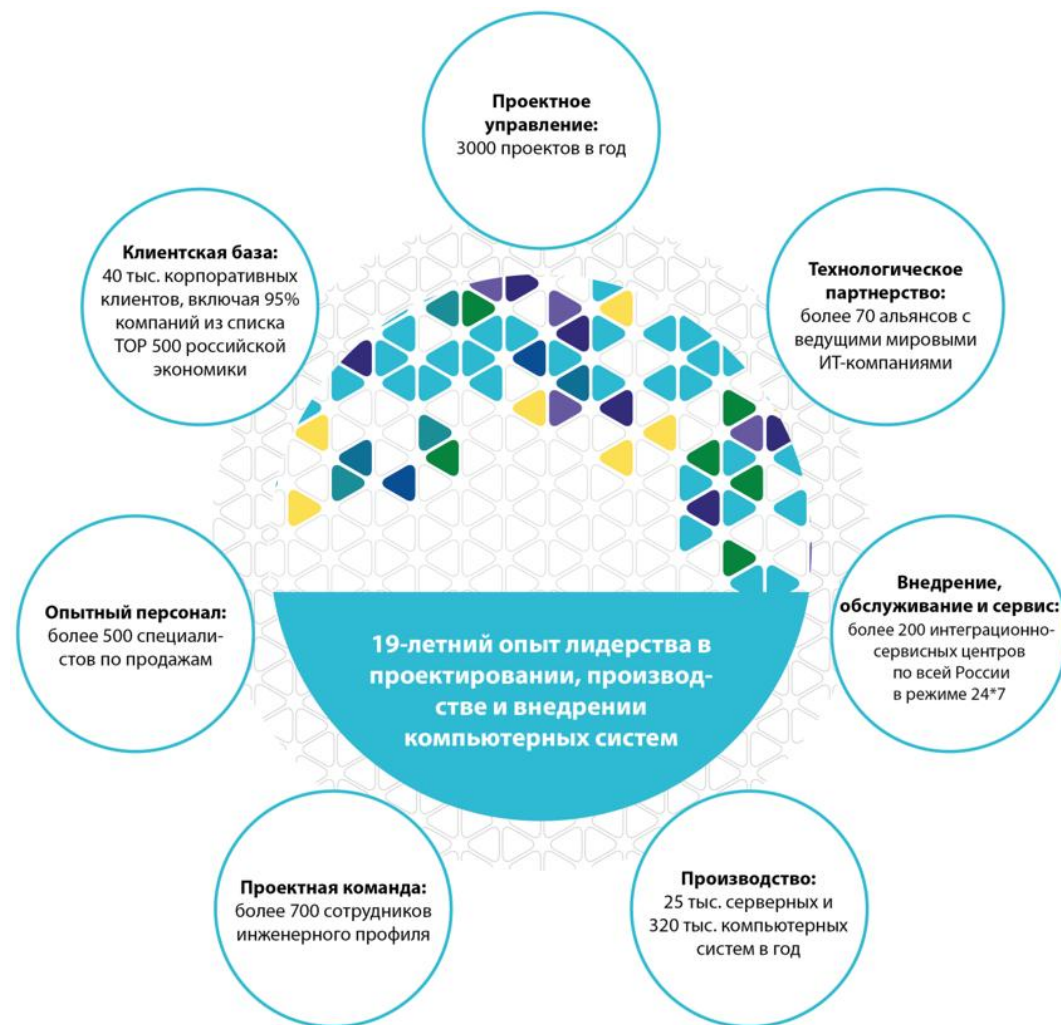 Проектное
управление:
3000 проектов в год
Клиентская база:
40 тыс. корпоративных
клиентов, включая 95%
компаний из списка
TOP 500 российской
экономики
Технологическое
партнерство:
более 70 альянсов с
ведущими мировыми
ИТ-компаниями
Опытный персонал:
более 500 специали-
стов по продажам
19-летний опыт лидерства в
проектировании, производ-
стве и внедрении
компьютерных систем
Внедрение,
обслуживание и сервис:
более 200 интеграционно-
сервисных центров
по всей России
в режиме 24*7
Проектная команда:
более 700 сотрудников
инженерного профиля
Производство:
25 тыс. серверных и
320 тыс. компьютерных
систем в год